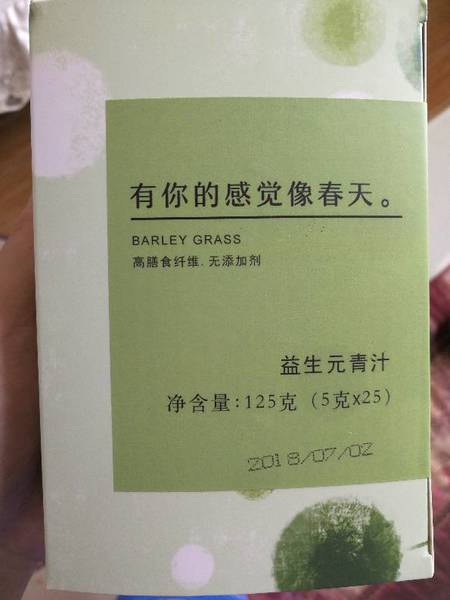 有你的感觉像春天。
BARLEY GRASS
高膳食纤维.无添加剂
益生元青汁
净含量:125克（5克x25）
2018/07/02